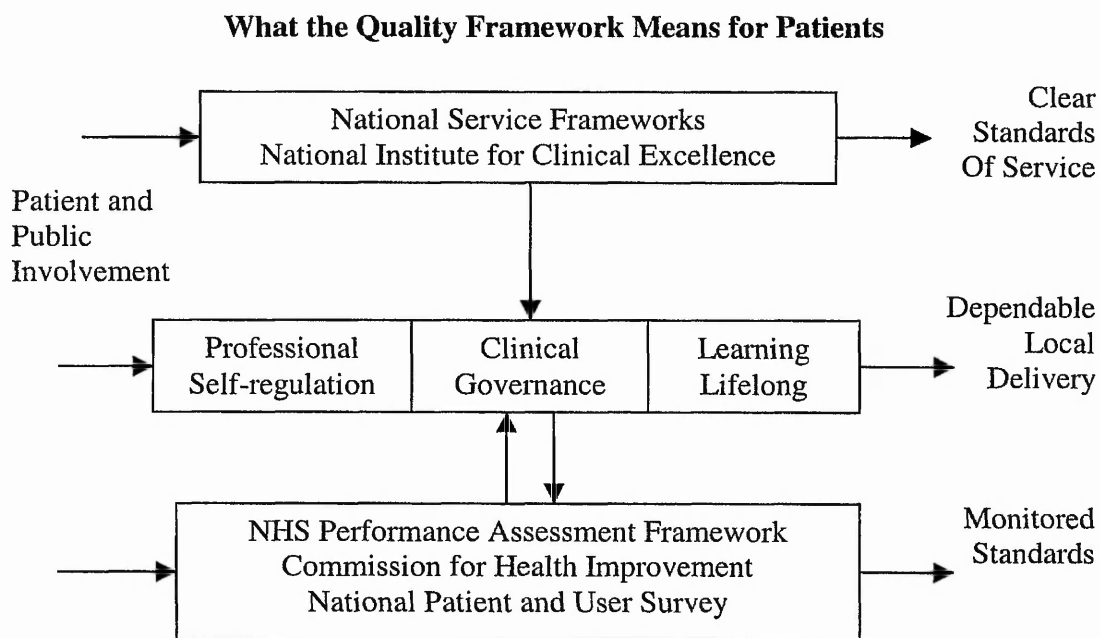 What the Quality Framework Means for Patients
National Service Frameworks
National Institute for Clinical Excellence
Clear
Standards
Of Service
Patient and
Public
Involvement
Professional
Self-regulation
Clinical
Governance
Learning
Lifelong
Dependable
Local
Delivery
NHS Performance Assessment Framework
Commission for Health Improvement
National Patient and User Survey
Monitored
Standards